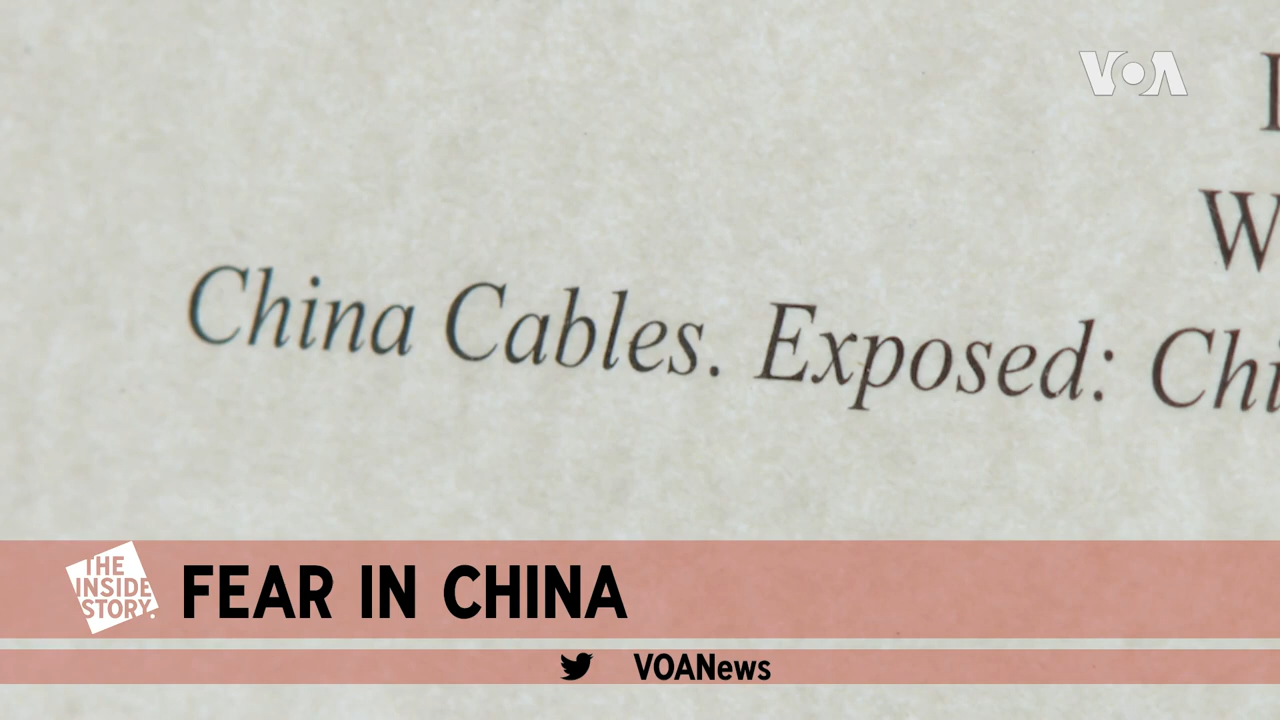 VOA
W
China Cables. Exposed: Chi
THE
INSIDE
STORY.
FEAR IN CHINA
VOANews